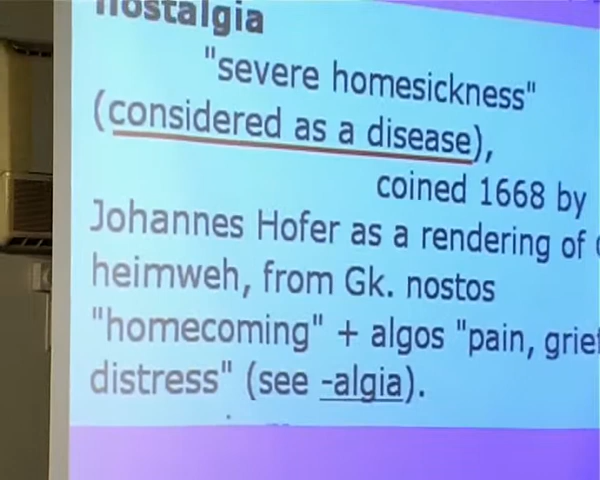 nostalgia
"severe homesickness"
(considered as a disease),
coined 1668 by
Johannes Hofer as a rendering of
heimweh, from Gk. nostos
"homecoming" + algos "pain, grief
distress" (see -algia).